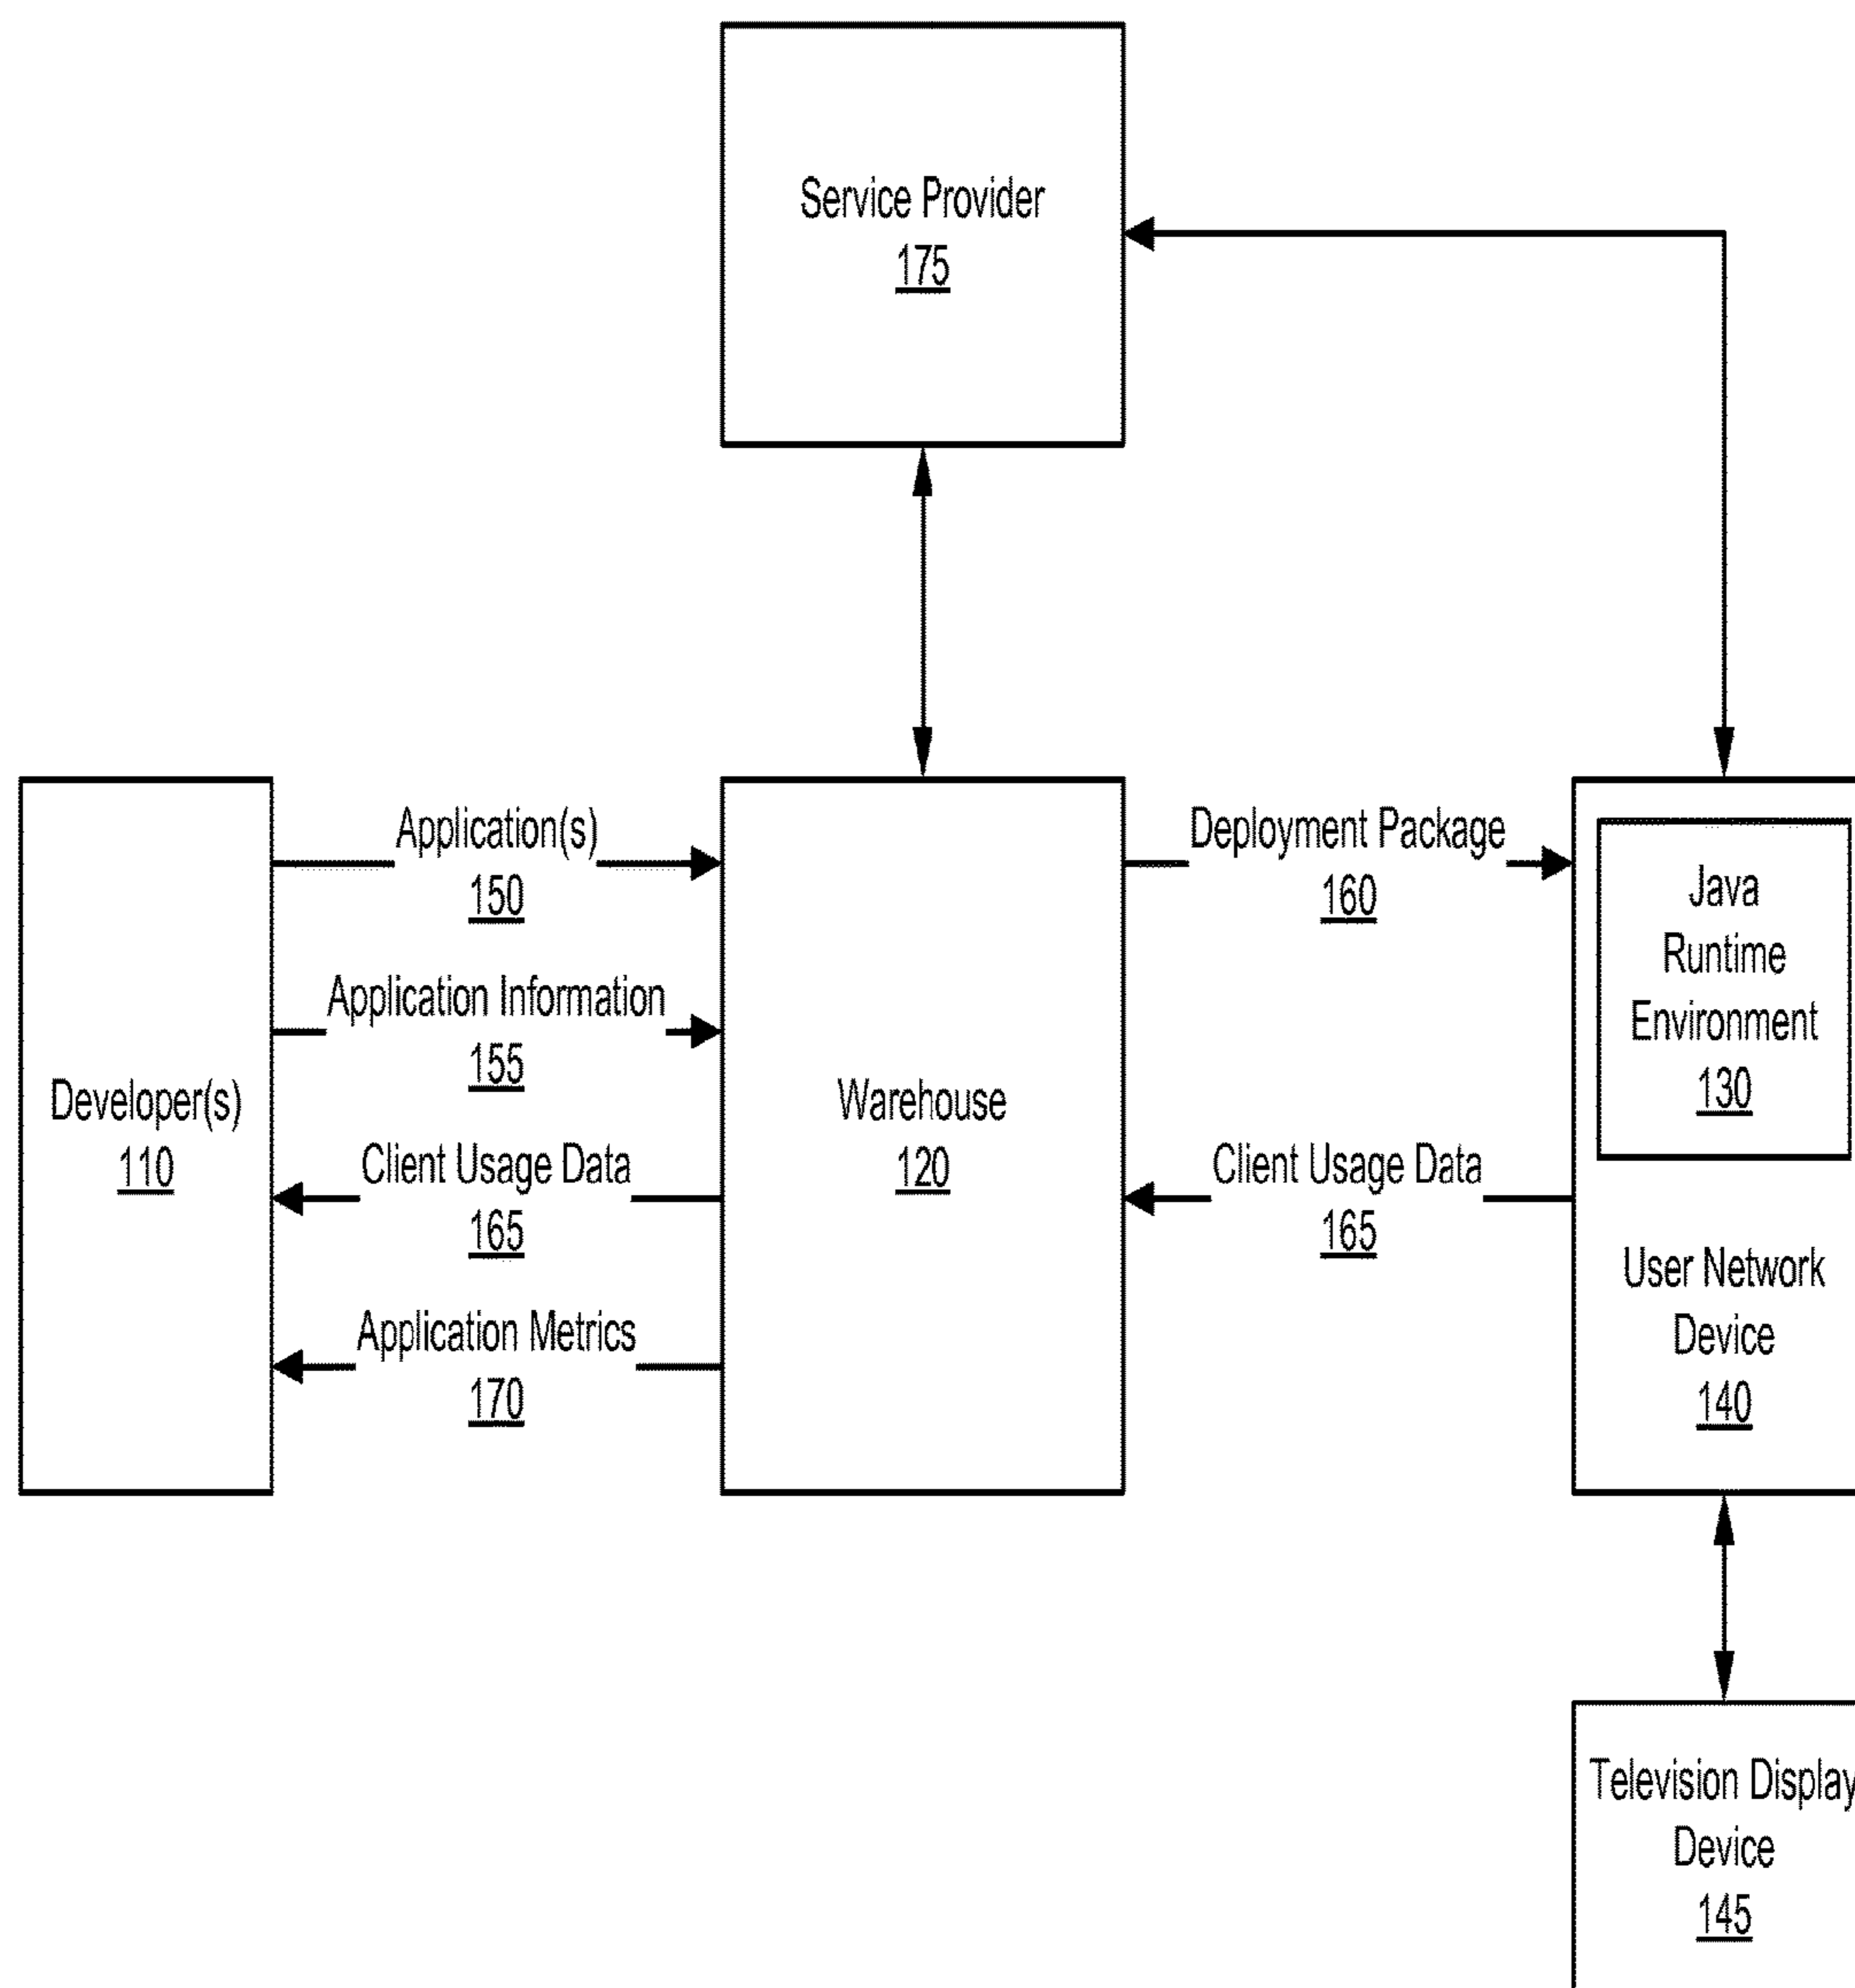 Service Provider
175
Application(s)
150
Application Information
155
Client Usage Data
165
Application Metrics
170
Developer(s)
110
Warehouse
120
Deployment Package
160
Client Usage Data
165
Java
Runtime
Environment
130
User Network
Device
140
Television Display
Device
145